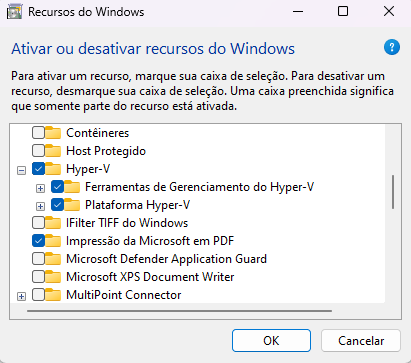 Recursos do Windows
Ativar ou desativar recursos do Windows
?
Para ativar um recurso, marque sua caixa de seleção. Para desativar um
recurso, desmarque sua caixa de seleção. Uma caixa preenchida significa
que somente parte do recurso está ativada.
Contêineres
Host Protegido
Hyper-V
Ferramentas de Gerenciamento do Hyper-V
Plataforma Hyper-V
IFilter TIFF do Windows
Impressão da Microsoft em PDF
Microsoft Defender Application Guard
Microsoft XPS Document Writer
MultiPoint Connector
OK
Cancelar